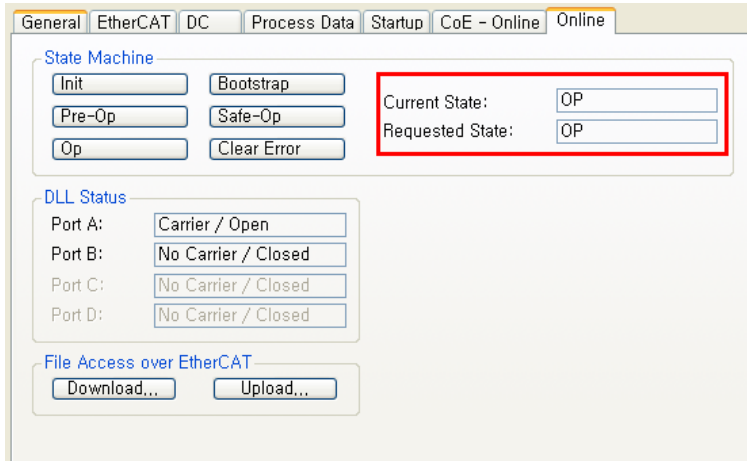 General EtherCAT DC Process Data Startup CoE - Online Online
State Machine
Init Bootstrap
Pre-Op Safe-Op
Op Clear Error
Current State: OP
Requested State: OP
DLL Status
Port A: Carrier / Open
Port B: No Carrier / Closed
Port C: No Carrier / Closed
Port D: No Carrier / Closed
File Access over EtherCAT
Download... Upload...